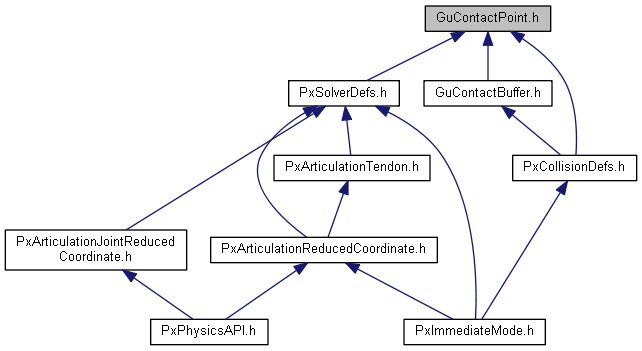 GuContactPoint.h
PxSolverDefs.h
GuContactBuffer.h
PxArticulationTendon.h
PxCollisionDefs.h
PxArticulationJointReduced
Coordinate.h
PxArticulationReducedCoordinate.h
PxPhysicsAPI.h
PxImmediateMode.h